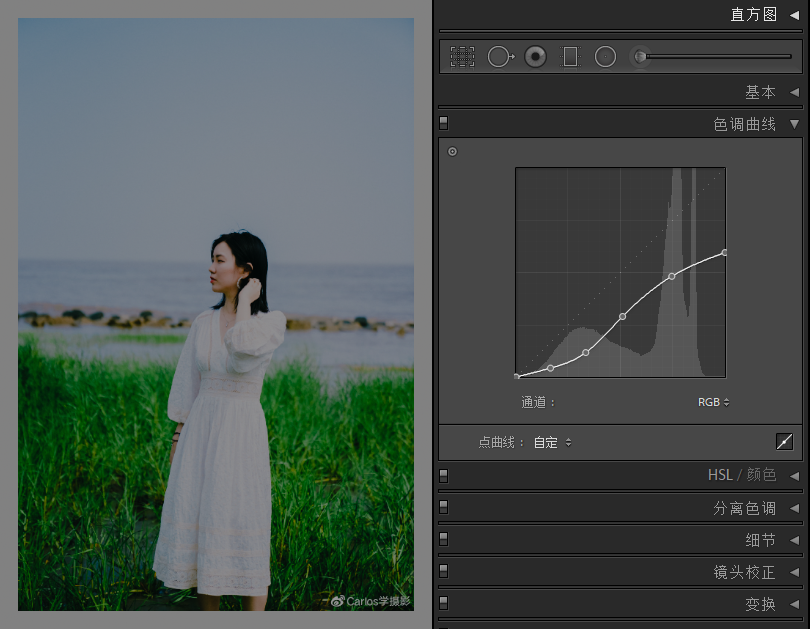 直方图
基本
色调曲线
通道：
RGB
点曲线：自定
HSL / 颜色
分离色调
细节
镜头校正
变换
Carlos学摄影